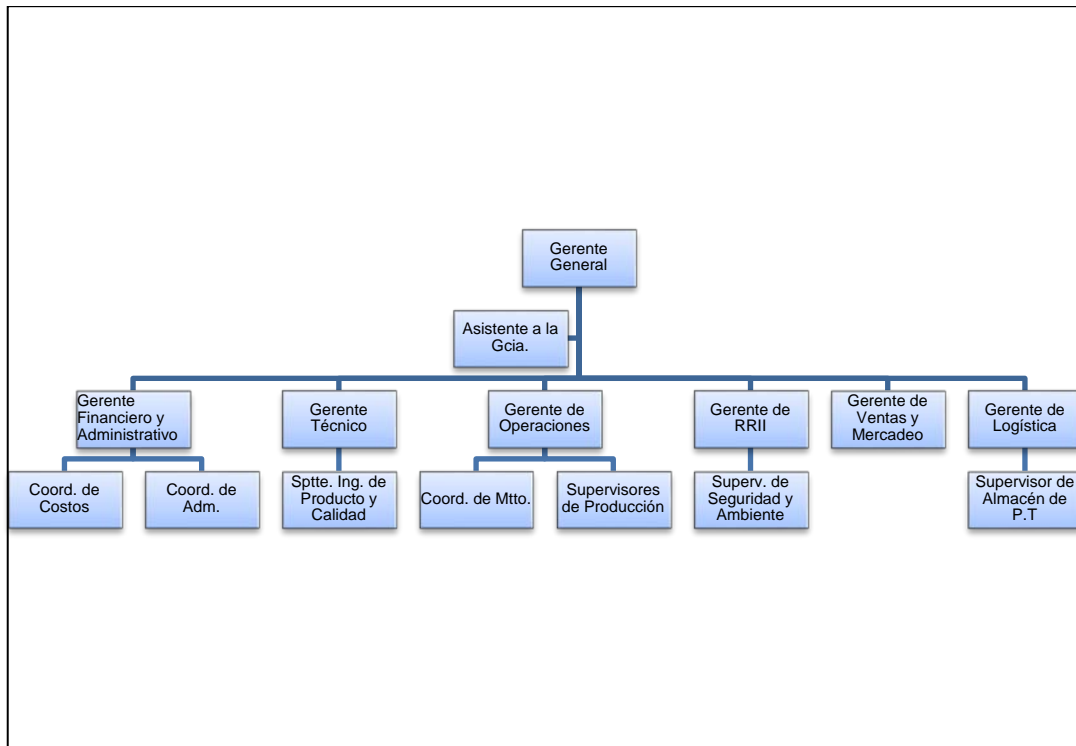 Gerente
General
Asistente a la
Gcia.
Gerente
Financiero y
Administrativo
Gerente
Técnico
Gerente de
Operaciones
Gerente de
RRII
Gerente de
Ventas y
Mercadeo
Gerente de
Logística
Coord. de
Costos
Coord. de
Adm.
Sptte. Ing. de
Producto y
Calidad
Coord. de Mtto.
Supervisores
de Producción
Superv. de
Seguridad y
Ambiente
Supervisor de
Almacén de
P.T